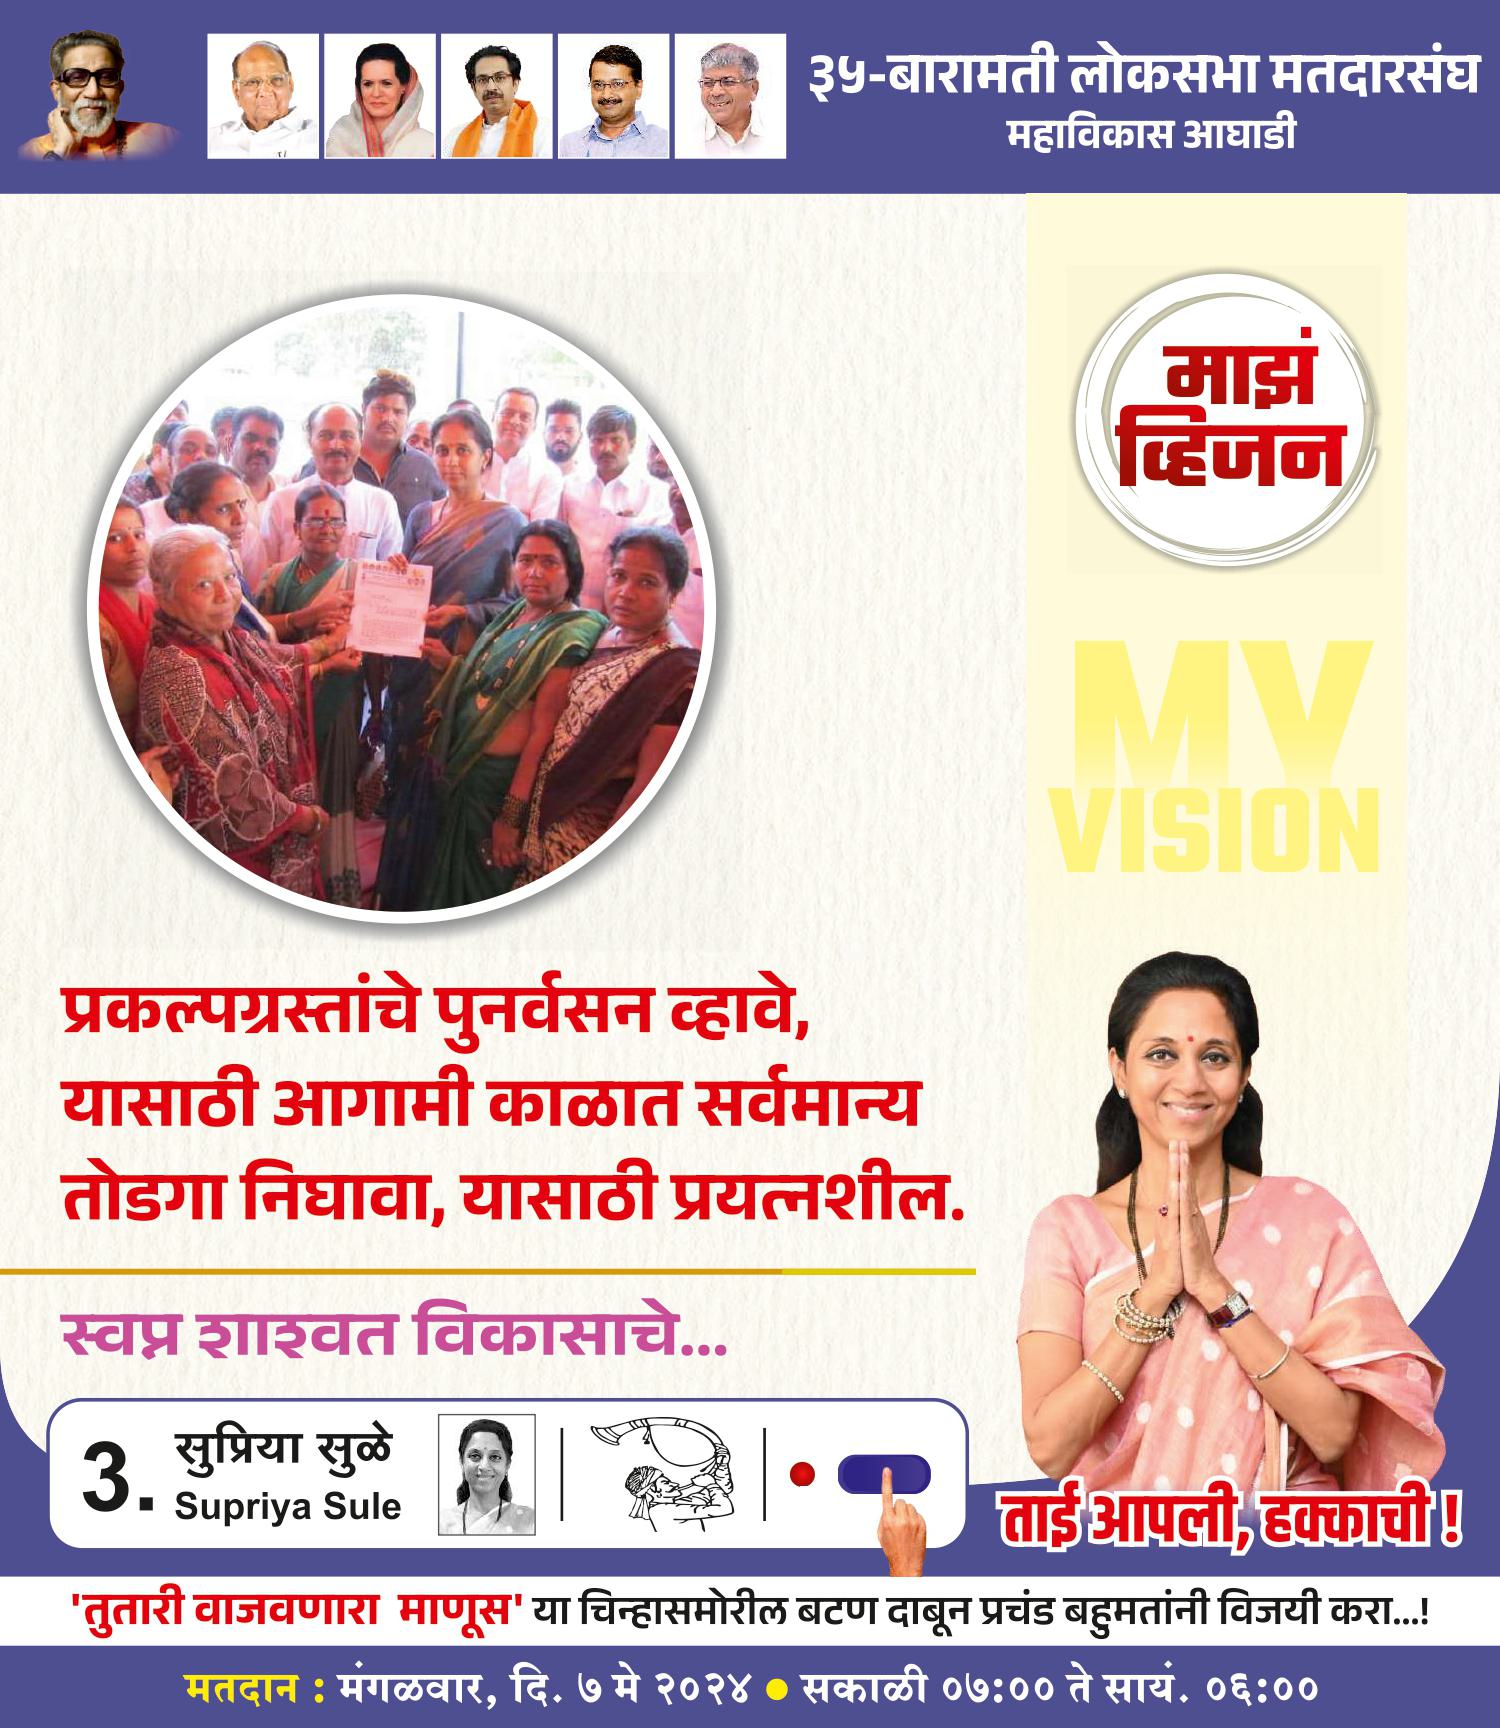 ३५-बारामती लोकसभा मतदारसंघ
महाविकास आघाडी
माझं
व्हिजन
MY
VISION
प्रकल्पग्रस्तांचे पुनर्वसन व्हावे,
यासाठी आगामी काळात सर्वमान्य
तोडगा निघावा, यासाठी प्रयत्नशील.
स्वप्न शाश्वत विकासाचे...
3. सुप्रिया सुळे
Supriya Sule
ताई आपली, हक्काची !
'तुतारी वाजवणारा माणूस' या चिन्हासमोरील बटण दाबून प्रचंड बहुमतांनी विजयी करा...!
मतदान : मंगळवार, दि. ७ मे २०२४ ● सकाळी ०७:०० ते सायं. ०६:००